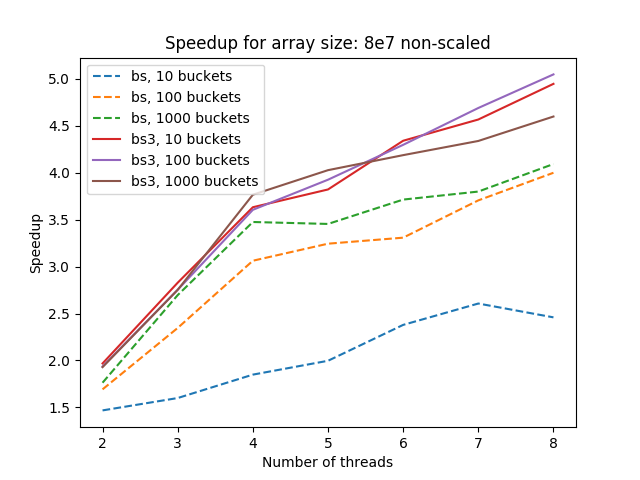 Speedup for array size: 8e7 non-scaled
bs, 10 buckets
bs, 100 buckets
bs, 1000 buckets
bs3, 10 buckets
bs3, 100 buckets
bs3, 1000 buckets
Speedup
5.0
4.5
4.0
3.5
3.0
2.5
2.0
1.5
2 3 4 5 6 7 8
Number of threads